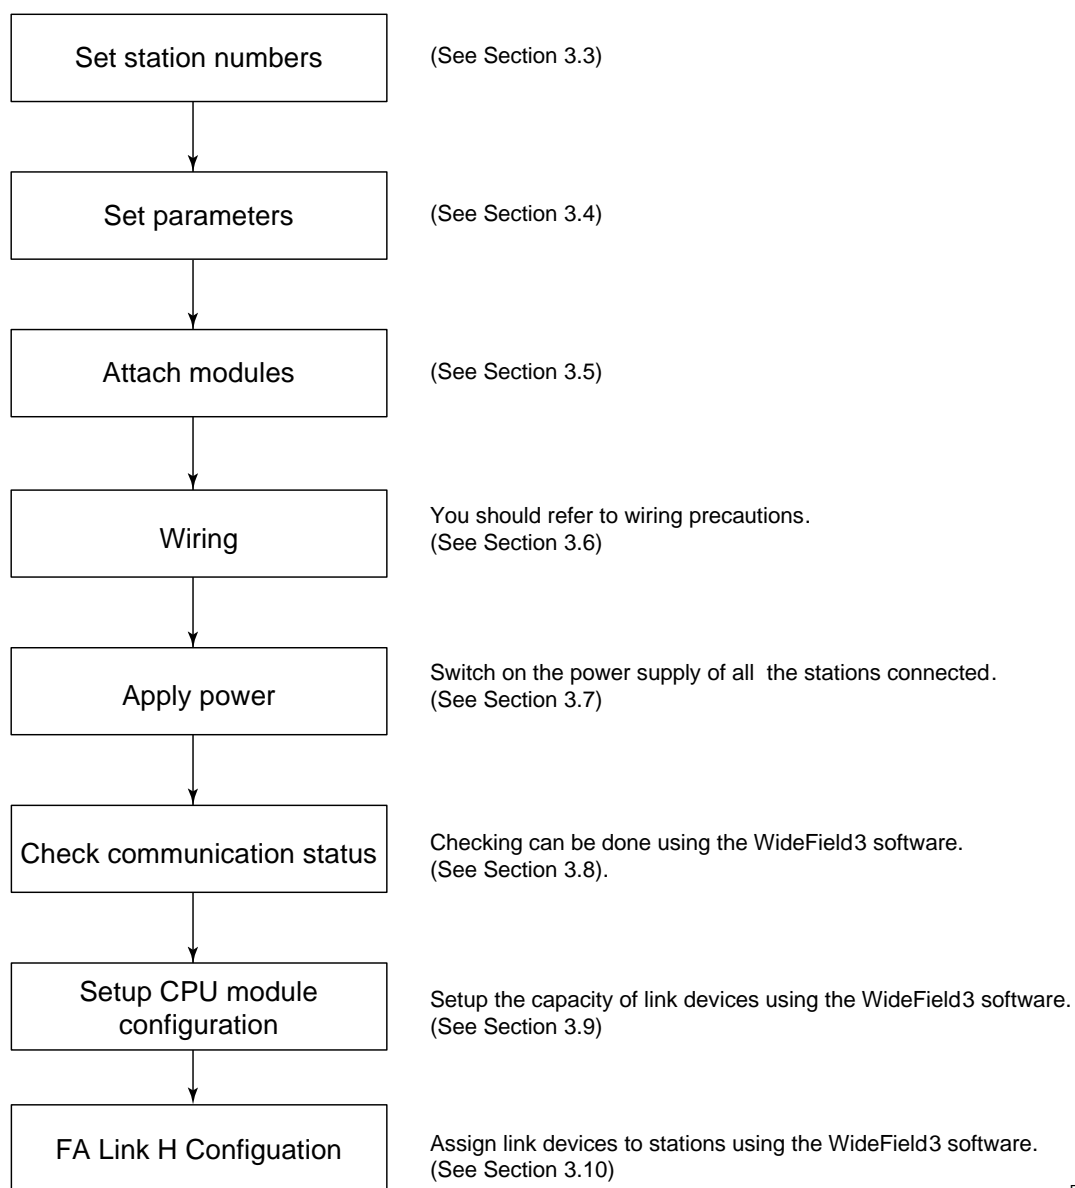 Set station numbers
(See Section 3.3)
Set parameters
(See Section 3.4)
Attach modules
(See Section 3.5)
Wiring
You should refer to wiring precautions.
(See Section 3.6)
Apply power
Switch on the power supply of all the stations connected.
(See Section 3.7)
Check communication status
Checking can be done using the WideField3 software.
(See Section 3.8).
Setup CPU module
configuration
Setup the capacity of link devices using the WideField3 software.
(See Section 3.9)
FA Link H Configuation
Assign link devices to stations using the WideField3 software.
(See Section 3.10)